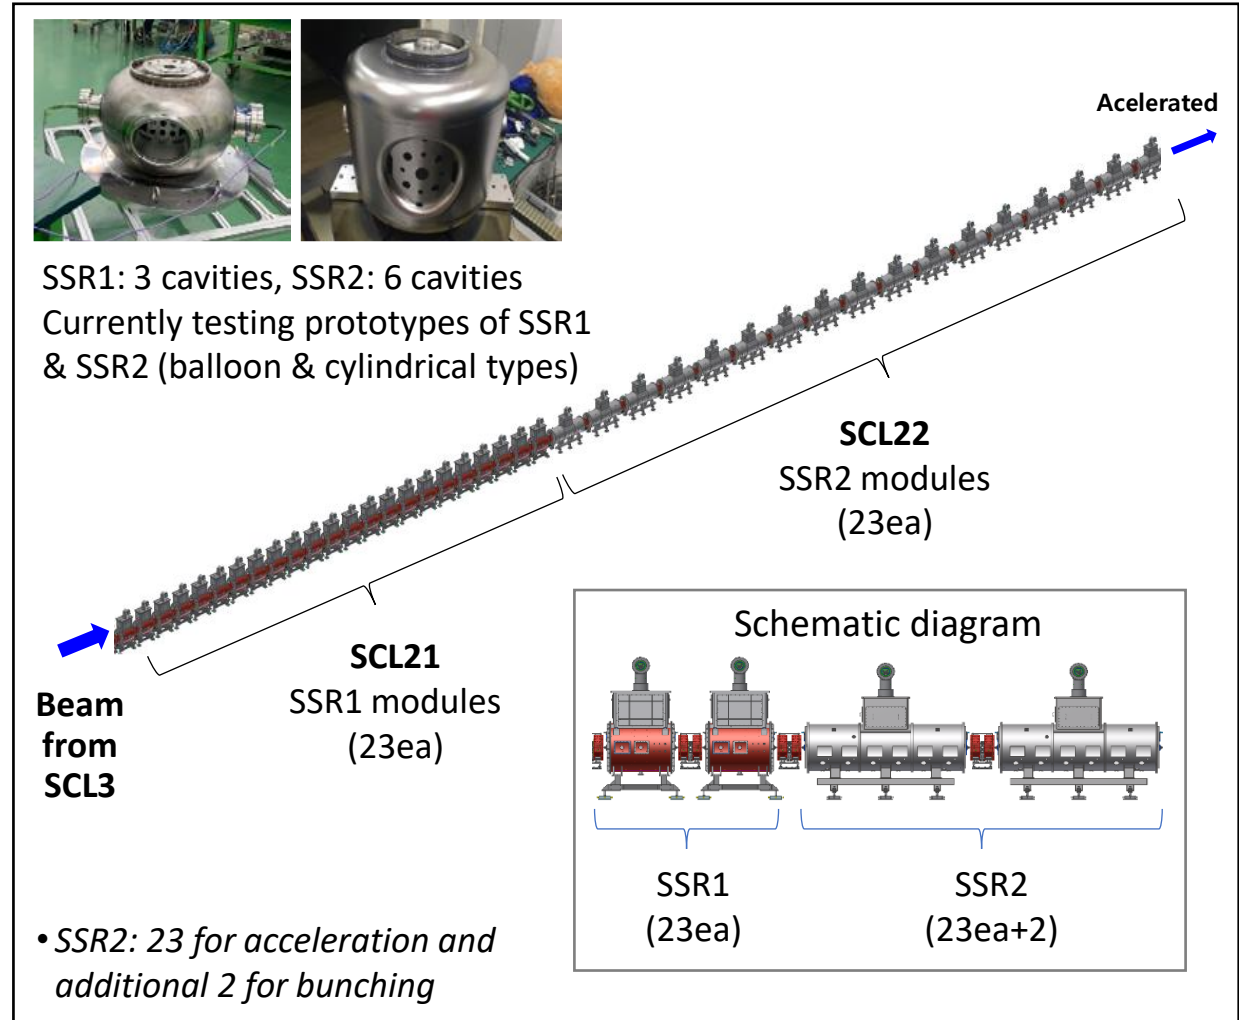 Acelerated
SSR1: 3 cavities, SSR2: 6 cavities
Currently testing prototypes of SSR1
& SSR2 (balloon & cylindrical types)
SCL22
SSR2 modules
(23ea)
SCL21
SSR1 modules
(23ea)
Beam
from
SCL3
Schematic diagram
SSR1
(23ea)
SSR2
(23ea+2)
• SSR2: 23 for acceleration and
additional 2 for bunching